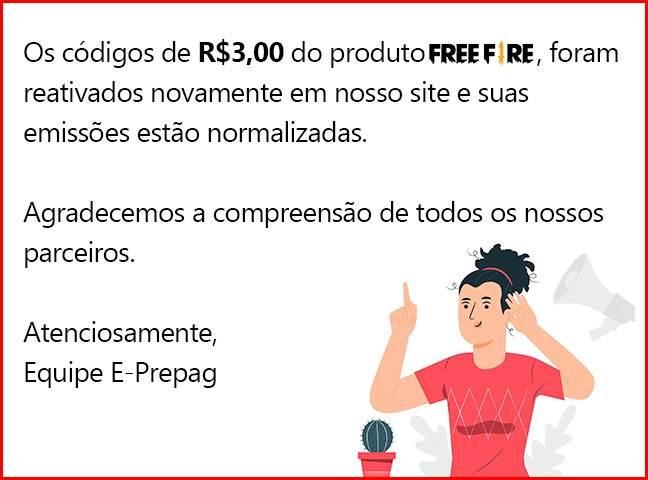 Os códigos de R$3,00 do produto FREE FIRE, foram
reativados novamente em nosso site e suas
emissões estão normalizadas.
Agradecemos a compreensão de todos os nossos
parceiros.
Atenciosamente,
Equipe E-Prepag